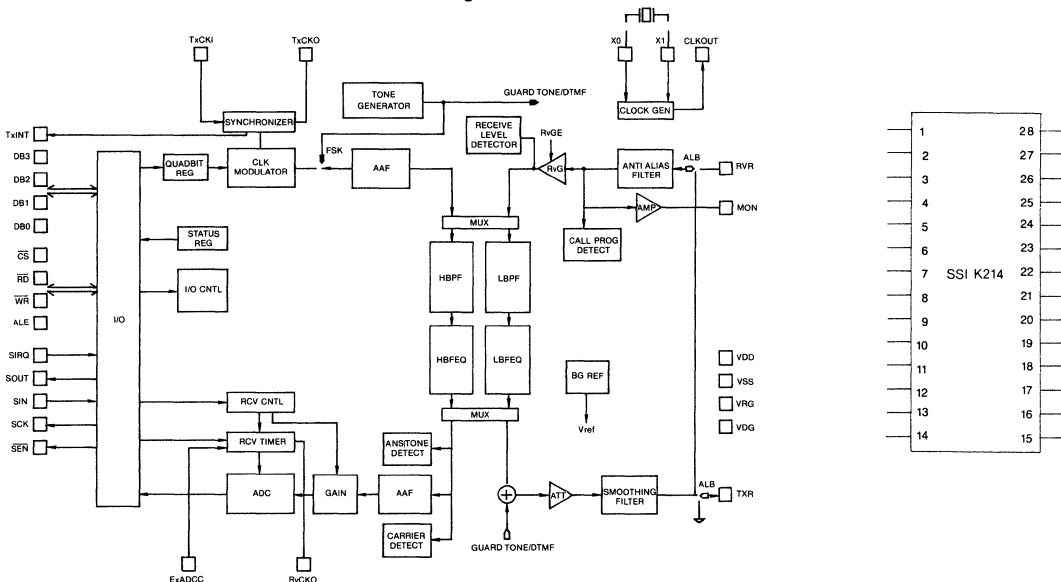 X0
X1
CLKOUT
TxCKI
TxCKO
CLOCK GEN
TONE
GENERATOR
GUARD TONE/DTMF
SYNCHRONIZER
RECEIVE
LEVEL
DETECTOR
RvGE
TxINT
FSK
DB3
QUADBIT
REG
CLK
MODULATOR
AAF
RvG
ANTI ALIAS
FILTER
ALB
RVR
DB2
DB1
AMP
MON
MUX
DB0
STATUS
REG
CALL PROG
DETECT
CS
HBPF
LBPF
RD
I/O CNTL
WR
I/O
ALE
SIRQ
HBFEQ
LBFEQ
VDD
SOUT
BG REF
VSS
SIN
RCV CNTL
VRG
SCK
MUX
Vref
VDG
SEN
RCV TIMER
ANS/TONE
DETECT
ADC
GAIN
AAF
ATT
SMOOTHING
FILTER
ALB
TXR
CARRIER
DETECT
GUARD TONE/DTMF
ExADCC
RvCKO
1 28
2 27
3 26
4 25
5 24
6 23
7 SSI K214 22
8 21
9 20
10 19
11 18
12 17
13 16
14 15